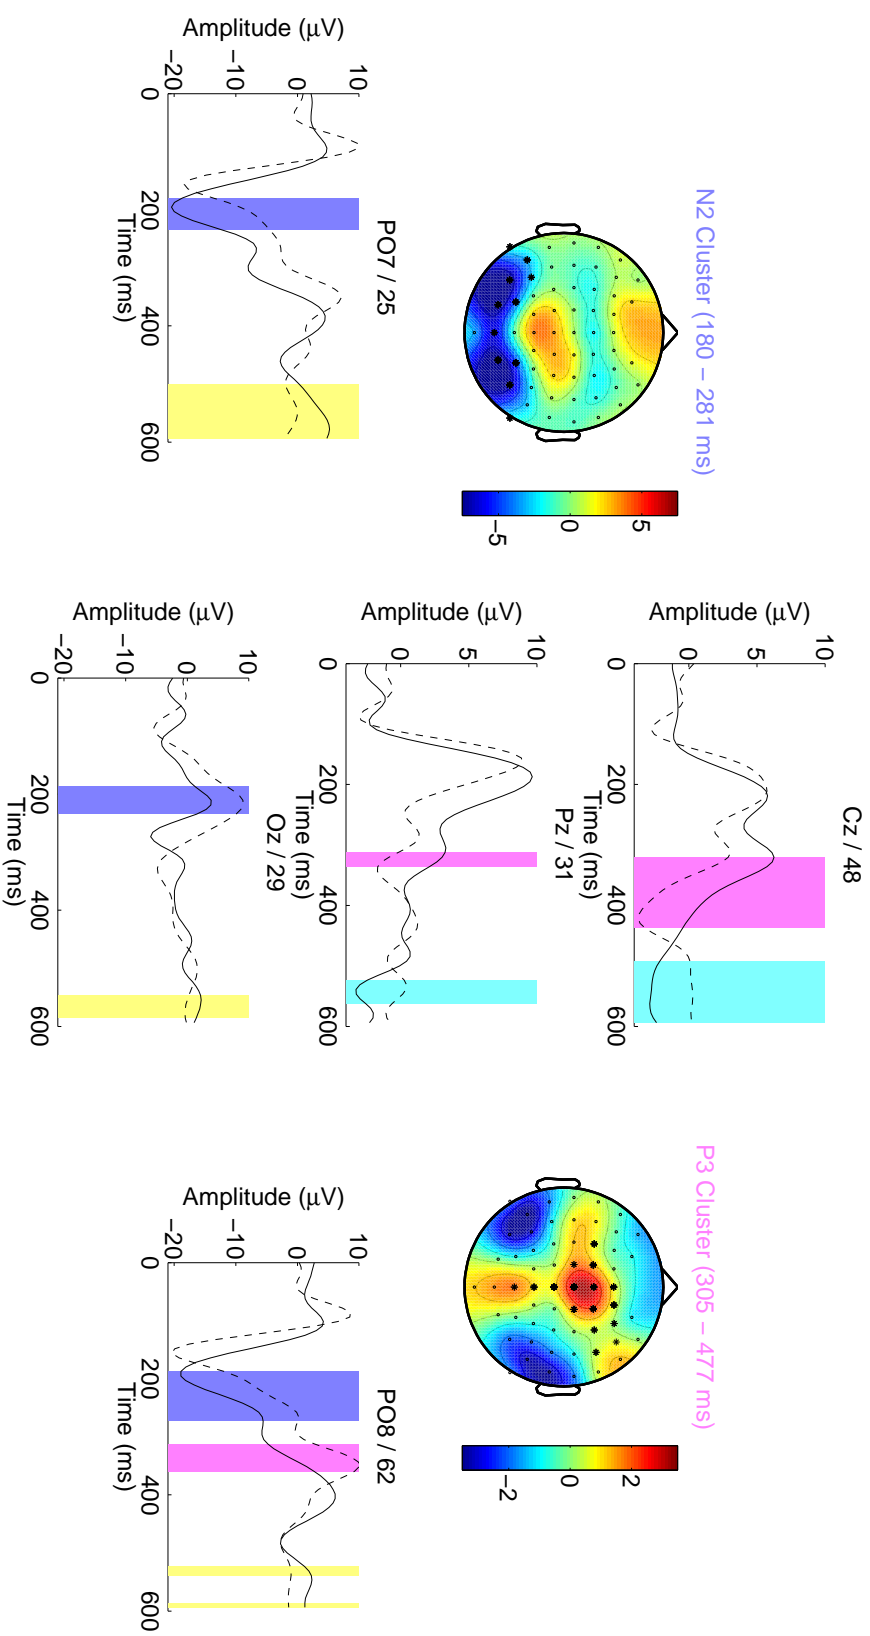 N2 Cluster (180 – 281 ms)
−5
0
5
PO7 / 25
Amplitude (μV)
10
0
−10
−20
0
200
400
600
Time (ms)
Cz / 48
Amplitude (μV)
10
5
0
0
200
400
600
Time (ms)
Pz / 31
Amplitude (μV)
10
5
0
0
200
400
600
Time (ms)
Oz / 29
Amplitude (μV)
10
0
−10
−20
0
200
400
600
Time (ms)
P3 Cluster (305 – 477 ms)
−2
0
2
PO8 / 62
Amplitude (μV)
10
0
−10
−20
0
200
400
600
Time (ms)